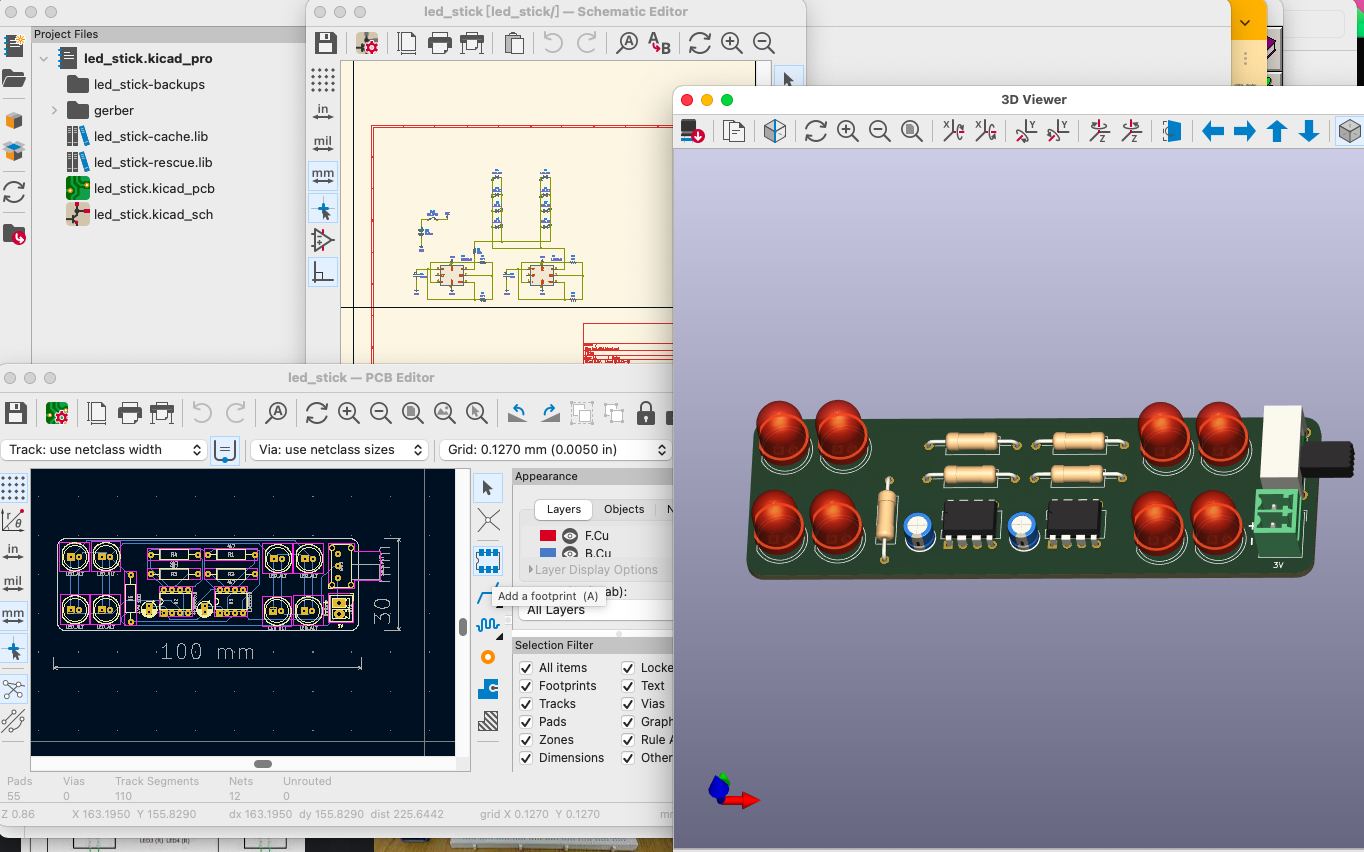 led_stick [led_stick/] — Schematic Editor
Project Files
led_stick.kicad_pro
led_stick-backups
gerber
led_stick-cache.lib
led_stick-rescue.lib
led_stick.kicad_pcb
led_stick.kicad_sch
in
mil
mm
3D Viewer
3V
led_stick — PCB Editor
Track: use netclass width
Via: use netclass sizes
Grid: 0.1270 mm (0.0050 in)
in
mil
mm
100 mm
30 mm
Appearance
Layers
Objects
N
F.Cu
B.Cu
Layer Display Options
Add a footprint (A)
ab):
All Layers
Selection Filter
All items
Locke
Footprints
Text
Tracks
Vias
Pads
Graph
Zones
Rule A
Dimensions
Other
Pads
Vias
Track Segments
Nets
Unrouted
55
0
110
12
0
Z 0.86
X 163.1950 Y 155.8290
dx 163.1950 dy 155.8290 dist 225.6442
grid X 0.1270 Y 0.1270
mm
LED3 (R) LED4 (B)